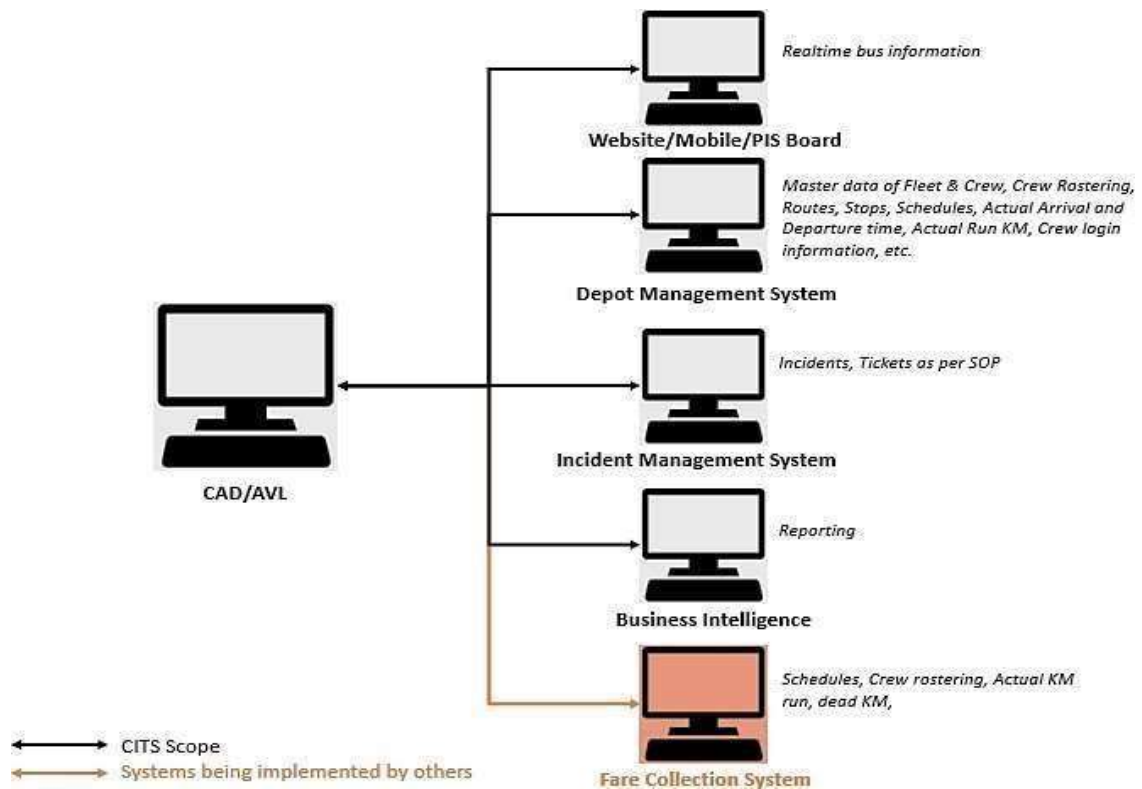 Realtime bus information
Website/Mobile/PIS Board
Master data of Fleet & Crew, Crew Rostering,
Routes, Stops, Schedules, Actual Arrival and
Departure time, Actual Run KM, Crew login
information, etc.
Depot Management System
Incidents, Tickets as per SOP
Incident Management System
CAD/AVL
Reporting
Business Intelligence
Schedules, Crew rostering, Actual KM
run, dead KM,
Fare Collection System
CITS Scope
Systems being implemented by others